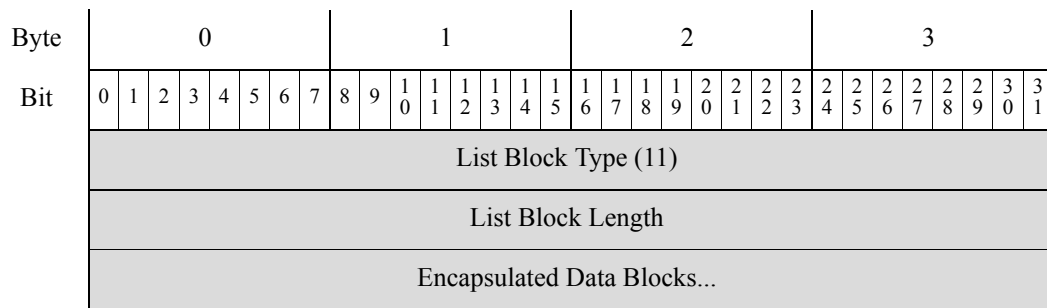 Byte 0 1 2 3
Bit 0 1 2 3 4 5 6 7 8 9 10 11 12 13 14 15 16 17 18 19 20 21 22 23 24 25 26 27 28 29 30 31
List Block Type (11)
List Block Length
Encapsulated Data Blocks...